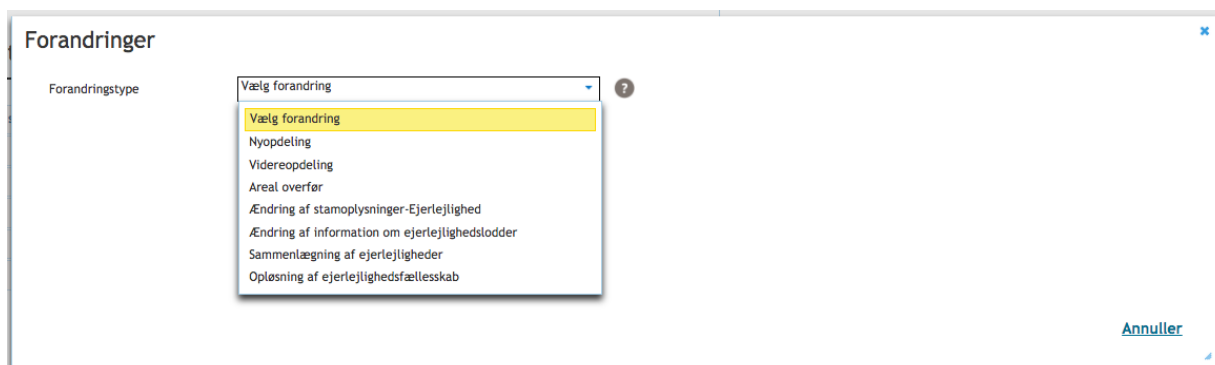 Forandringer
Forandringstype
Vælg forandring
Vælg forandring
Nyopdeling
Videreopdeling
Areal overfør
Ændring af stamoplysninger-Ejerlejlighed
Ændring af information om ejerlejlighedslodder
Sammenlægning af ejerlejligheder
Opløsning af ejerlejlighedsfællesskab
Annuller